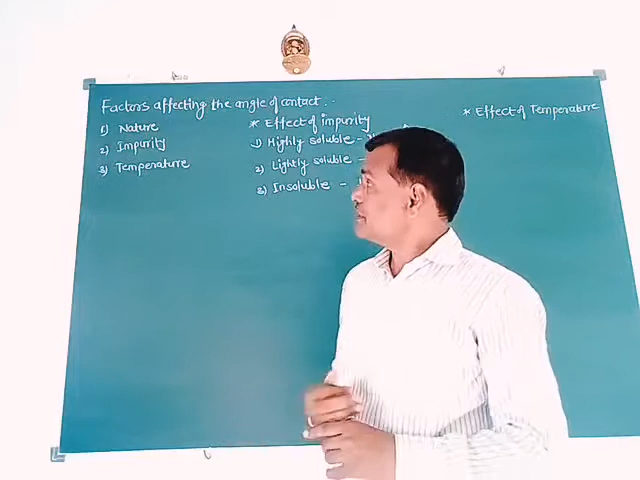 Factors affecting the angle of contact . -
1) Nature
2) Impurity
3) Temperature
* Effect of impurity
1) Highly soluble -
2) Lightly soluble -
3) Insoluble -
* Effect of Temperature